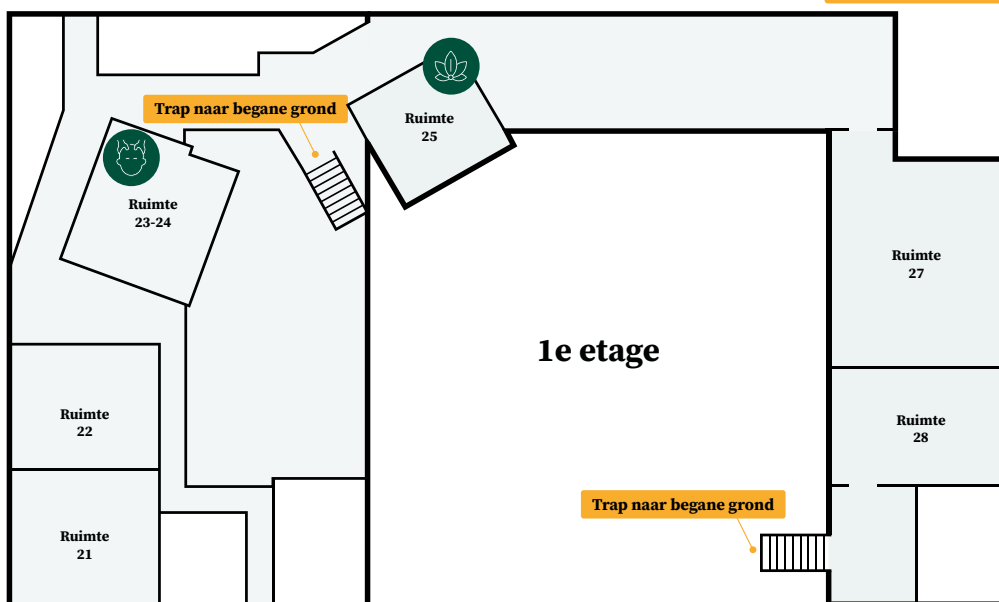 Trap naar begane grond
Ruimte
25
Ruimte
23-24
Ruimte
27
1e etage
Ruimte
22
Ruimte
28
Trap naar begane grond
Ruimte
21